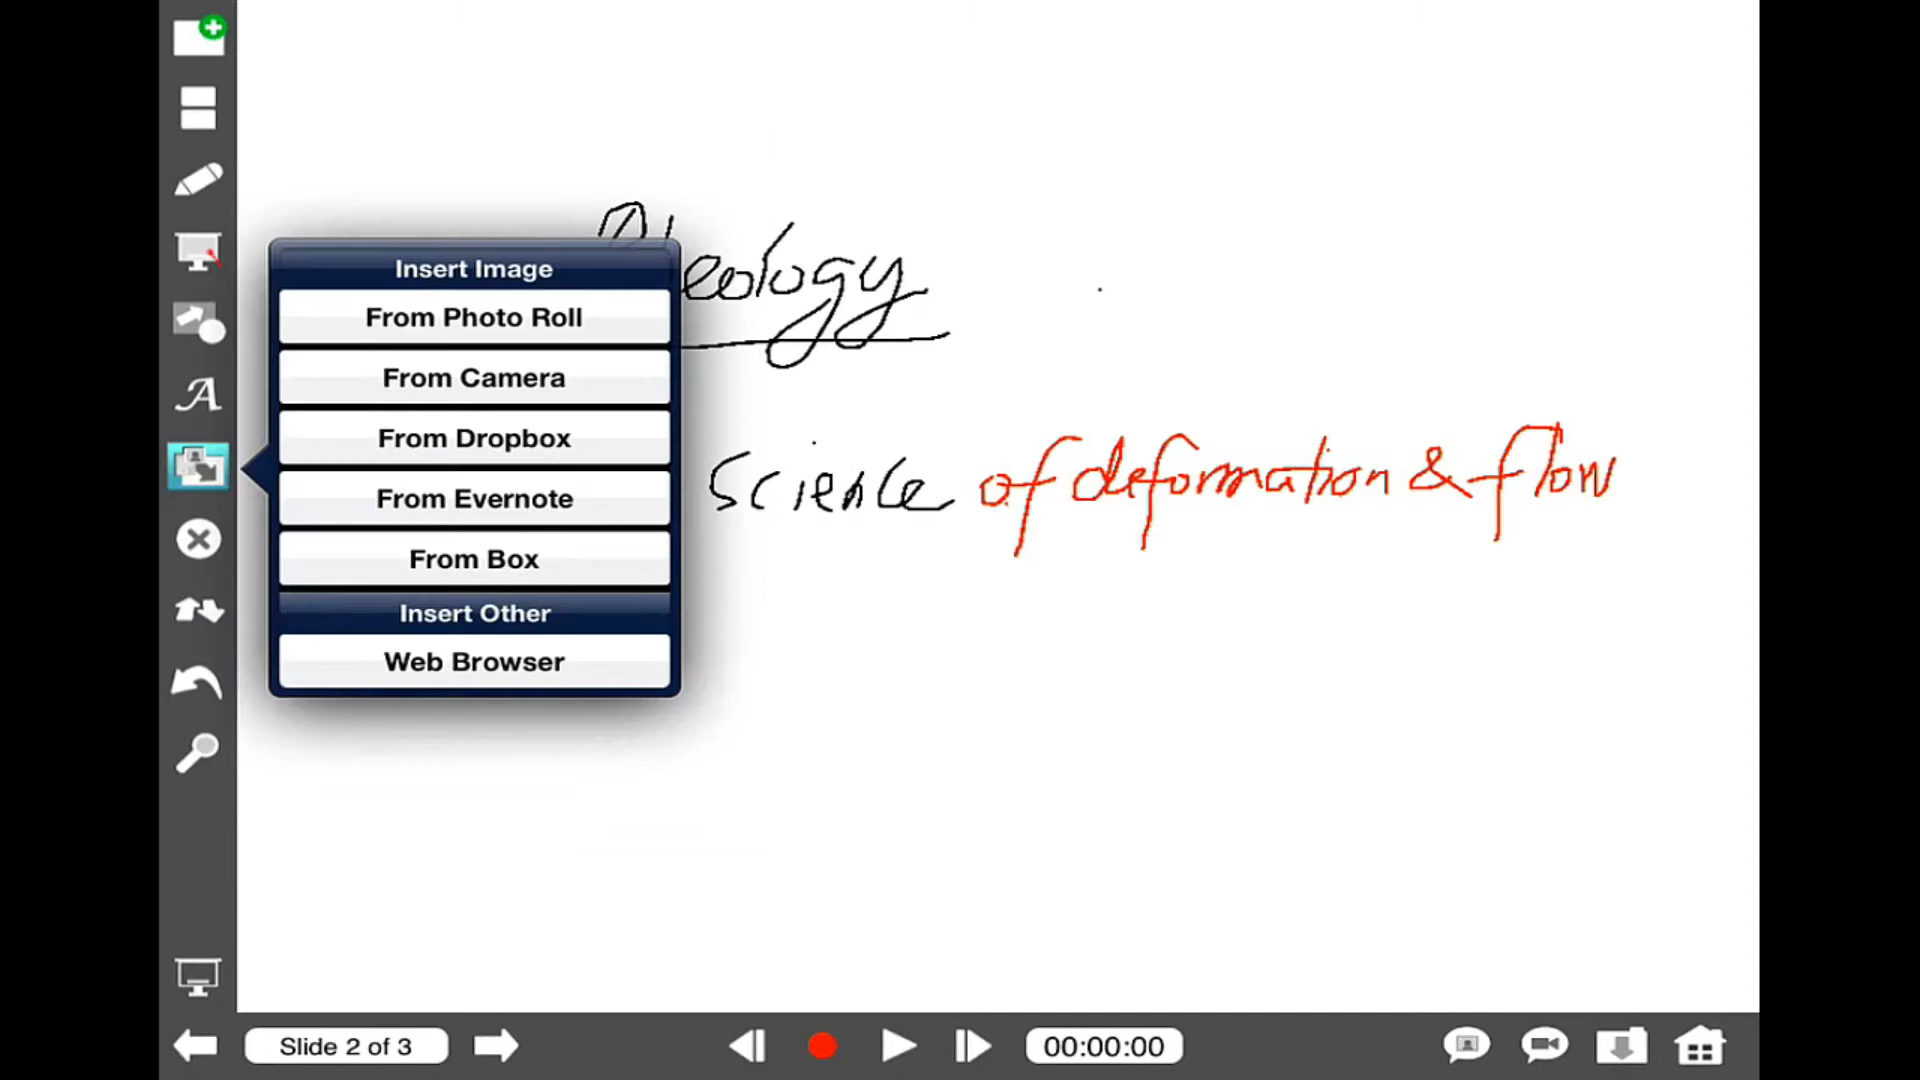 Insert Image
From Photo Roll
From Camera
From Dropbox
From Evernote
From Box
Insert Other
Web Browser
eology
Science of deformation & flow
Slide 2 of 3
00:00:00